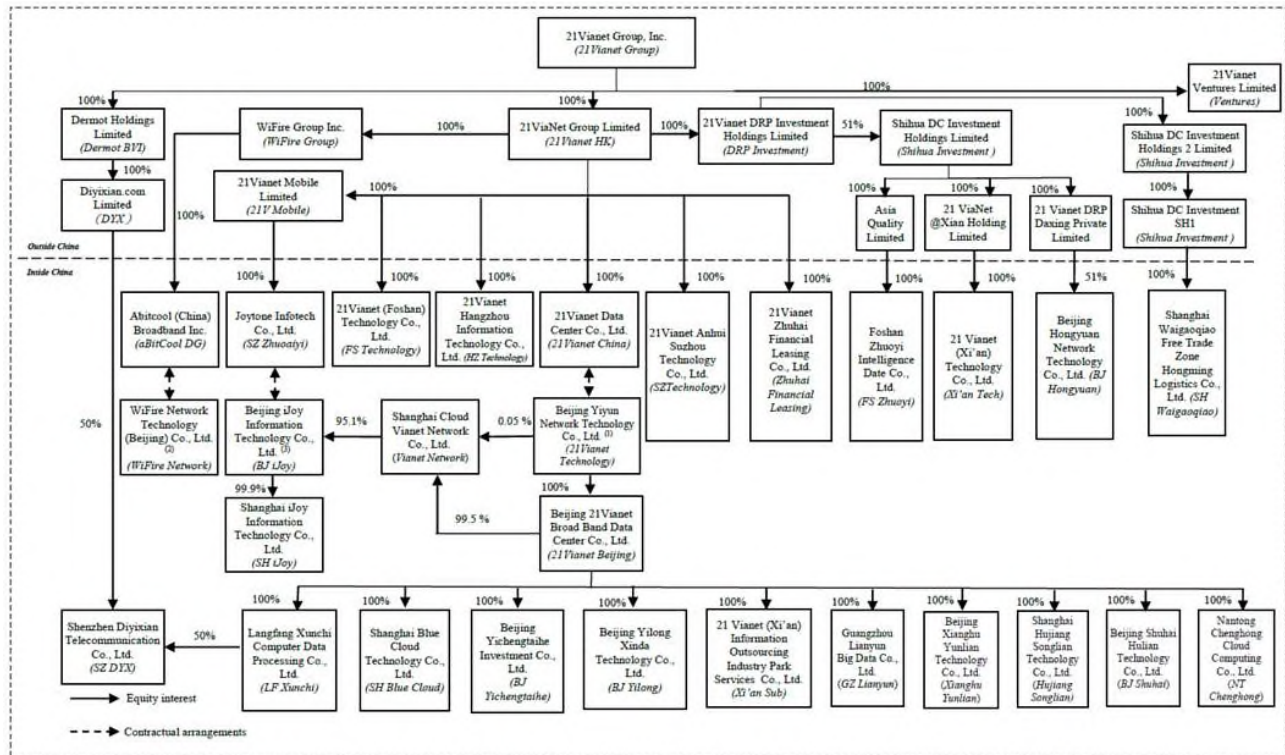 21Vianet Group, Inc.
(21Vianet Group)
100%
100%
100%
21Vianet
Ventures Limited
(Ventures)
Dermot Holdings
Limited
(Dermot BVI)
WiFire Group Inc.
(WiFire Group)
100%
21ViaNet Group Limited
(21Vianet HK)
100%
21Vianet DRP Investment
Holdings Limited
(DRP Investment)
51%
Shihua DC Investment
Holdings Limited
(Shihua Investment )
100%
Shihua DC Investment
Holdings 2 Limited
(Shihua Investment )
100%
Diyixian.com
Limited
(DYX )
100%
21Vianet Mobile
Limited
(21V Mobile)
100%
100%
Asia
Quality
Limited
100%
21 ViaNet
@Xian Holding
Limited
100%
21 Vianet DRP
Daxing Private
Limited
100%
Shihua DC Investment
SH1
(Shihua Investment )
Outside China
Inside China
100%
Abitcool (China)
Broadband Inc.
(aBitCool DG)
100%
Joytone Infotech
Co., Ltd.
(SZ Zhuoaiyi)
100%
21Vianet (Foshan)
Technology Co.,
Ltd.
(FS Technology)
100%
21Vianet
Hangzhou
Information
Technology Co.,
Ltd. (HZ Technology)
100%
21Vianet Data
Center Co., Ltd.
(21Vianet China)
100%
21Vianet Anhui
Suzhou
Technology Co.,
Ltd.
(SZTechnology)
100%
21Vianet
Zhuhai
Financial
Leasing Co.,
Ltd. (Zhuhai
Financial
Leasing)
100%
Foshan
Zhuoyi
Intelligence
Date Co.,
Ltd.
(FS Zhuoyi)
100%
21 Vianet
(Xi’an)
Technology
Co., Ltd.
(Xi’an Tech)
51%
Beijing
Hongyuan
Network
Technology
Co., Ltd. (BJ
Hongyuan)
100%
Shanghai
Waigaoqiao
Free Trade
Zone
Hongming
Logistics Co.,
Ltd. (SH
Waigaoqiao)
50%
WiFire Network
Technology
(Beijing) Co., Ltd.
(2)
(WiFire Network)
Beijing iJoy
Information
Technology Co.,
Ltd. (3)
(BJ iJoy)
95.1%
Shanghai Cloud
Vianet Network
Co., Ltd.
(Vianet Network)
0.05 %
Beijing Yiyun
Network Technology
Co., Ltd. (1)
(21Vianet
Technology)
99.9%
Shanghai iJoy
Information
Technology Co.,
Ltd.
(SH iJoy)
99.5 %
100%
Beijing 21Vianet
Broad Band Data
Center Co., Ltd.
(21Vianet Beijing)
Shenzhen Diyixian
Telecommunication
Co., Ltd.
(SZ DYX)
50%
100%
Langfang Xunchi
Computer Data
Processing Co.,
Ltd.
(LF Xunchi)
100%
Shanghai Blue
Cloud
Technology Co.,
Ltd.
(SH Blue Cloud)
100%
Beijing
Yichengtaihe
Investment Co.,
Ltd.
(BJ
Yichengtaihe)
100%
Beijing Yilong
Xinda
Technology Co.,
Ltd.
(BJ Yilong)
100%
21 Vianet (Xi’an)
Information
Outsourcing
Industry Park
Services Co., Ltd.
(Xi’an Sub)
100%
Guangzhou
Lianyun
Big Data Co., Ltd.
(GZ Lianyun)
100%
Beijing
Xianghu
Yunlian
Technology
Co., Ltd.
(Xianghu
Yunlian)
100%
Shanghai
Hujiang
Songlian
Technology
Co., Ltd.
(Hujiang
Songlian)
100%
Beijing Shuhai
Hulian
Technology Co.,
Ltd.
(BJ Shuhai)
100%
Nantong
Chenghong
Cloud
Computing Co.,
Ltd.
(NT
Chenghong)
Equity interest
Contractual arrangements